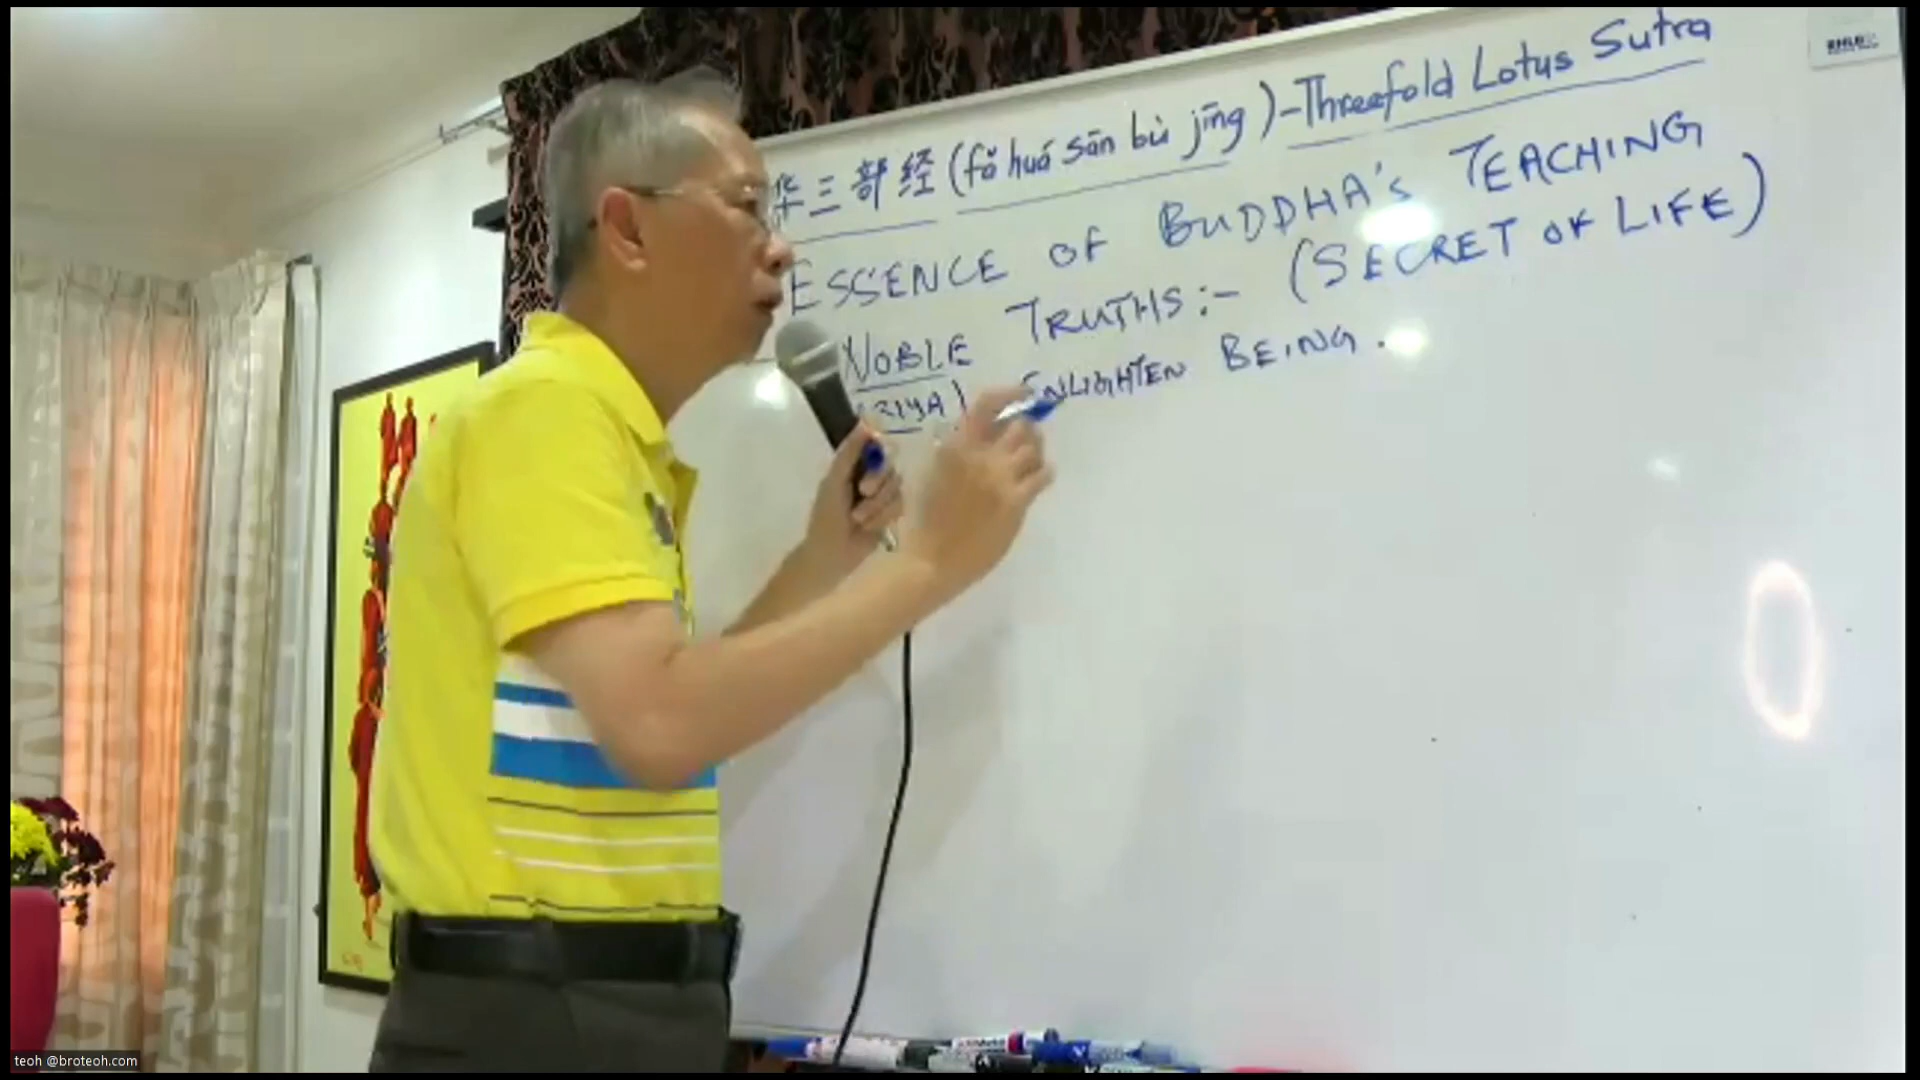 华三部经 (fǎ huá sān bù jīng) - Threefold Lotus Sutra
ESSENCE OF BUDDHA'S TEACHING
NOBLE TRUTHS:- (SECRET OF LIFE)
ENLIGHTEN BEING.
teoh @broteoh.com